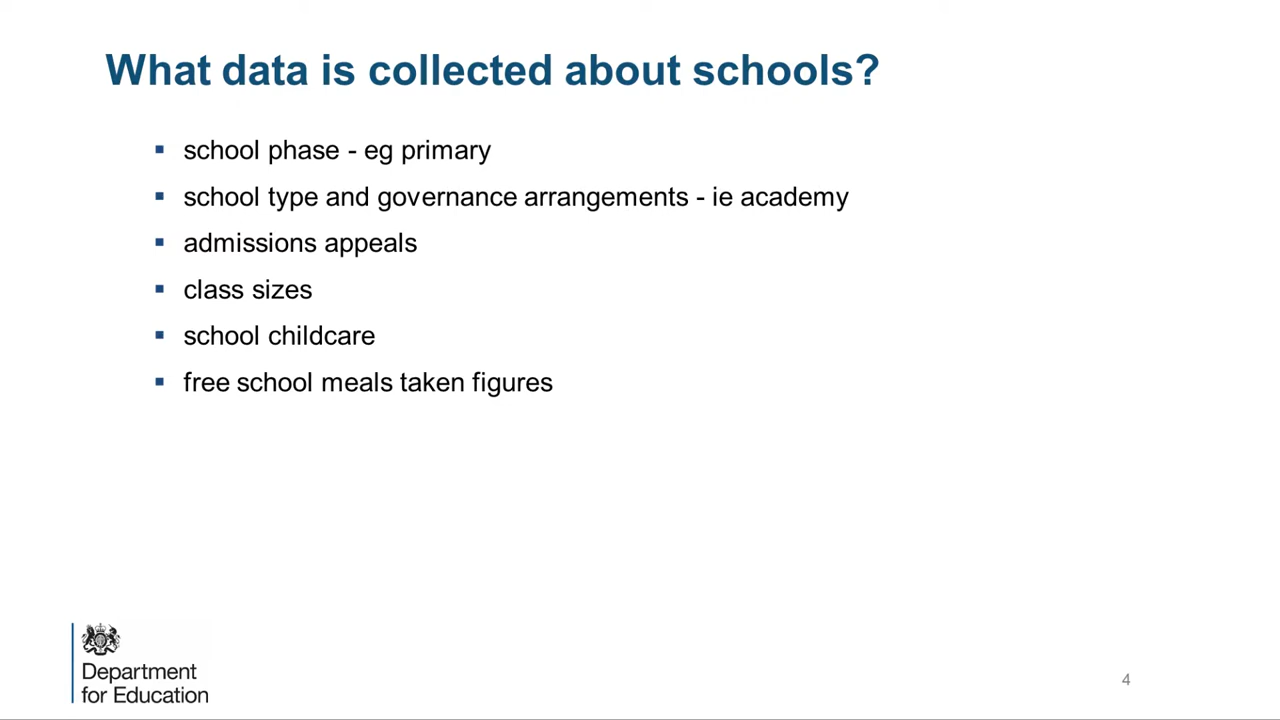 What data is collected about schools?
▪ school phase - eg primary
▪ school type and governance arrangements - ie academy
▪ admissions appeals
▪ class sizes
▪ school childcare
▪ free school meals taken figures
Department
for Education
4